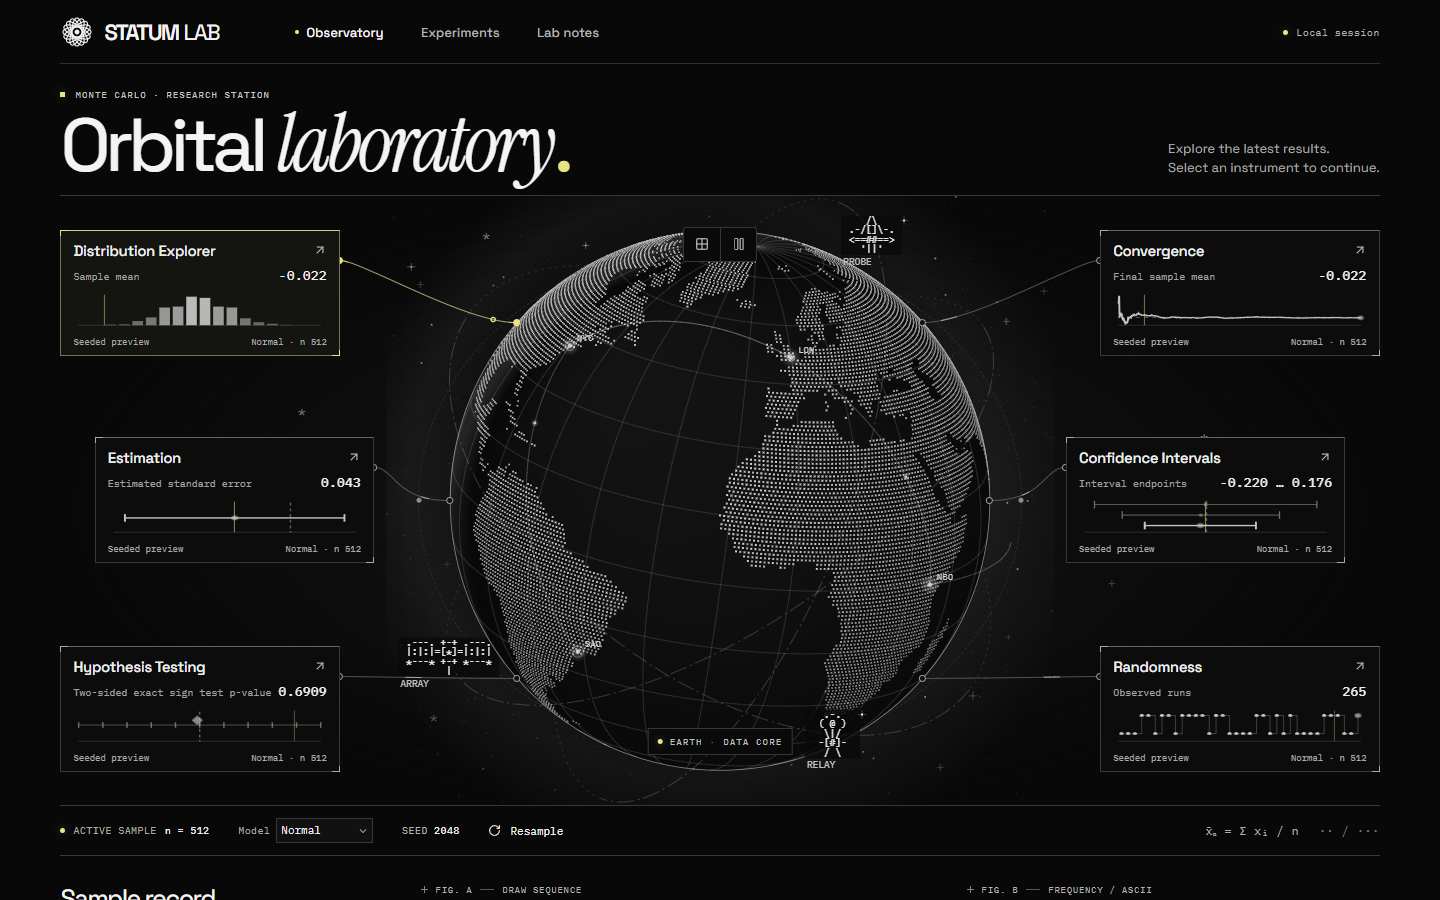 STATUM LAB
Observatory
Experiments
Lab notes
Local session
MONTE CARLO · RESEARCH STATION
Orbital laboratory.
Explore the latest results.
Select an instrument to continue.
Distribution Explorer
Sample mean -0.022
Seeded preview Normal · n 512
Convergence
Final sample mean -0.022
Seeded preview Normal · n 512
PROBE
NYC
LON
Estimation
Estimated standard error 0.043
Seeded preview Normal · n 512
Confidence Intervals
Interval endpoints -0.220 … 0.176
Seeded preview Normal · n 512
NBO
SAO
Hypothesis Testing
Two-sided exact sign test p-value 0.6909
Seeded preview Normal · n 512
ARRAY
Randomness
Observed runs 265
Seeded preview Normal · n 512
EARTH · DATA CORE
RELAY
ACTIVE SAMPLE n = 512
Model Normal
SEED 2048
Resample
x̄ₙ = Σ xᵢ / n
·· / ···
Sample record
+ FIG. A — DRAW SEQUENCE
+ FIG. B — FREQUENCY / ASCII